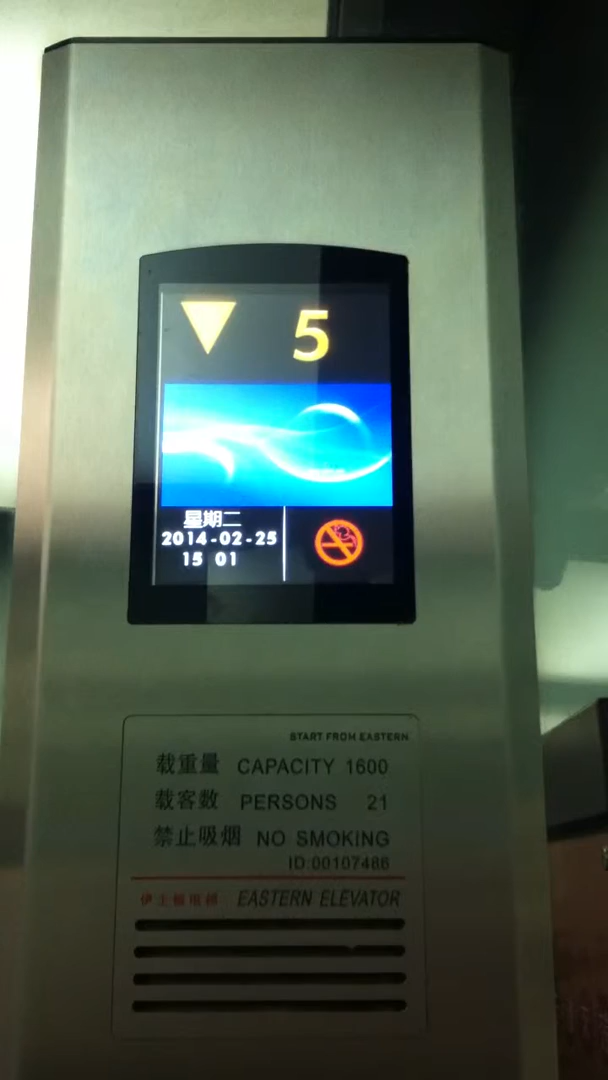 5
星期二
2014-02-25
15 01
START FROM EASTERN
载重量 CAPACITY 1600
载客数 PERSONS 21
禁止吸烟 NO SMOKING
ID:00107486
EASTERN ELEVATOR